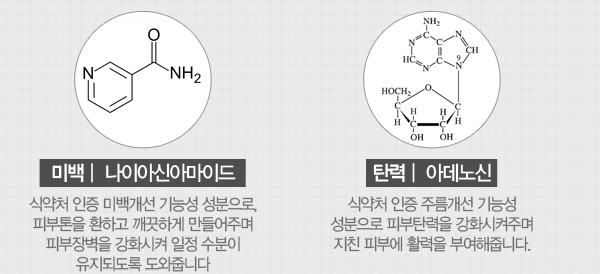 O
N
NH2
NH2
N
C
C
N
HC
CH
N
C
9
N
HOCH2
O
C
C
H
H
H
H
C
C
OH
OH
미백 | 나이아신아마이드
식약처 인증 미백개선 기능성 성분으로,
피부톤을 환하고 깨끗하게 만들어주며
피부장벽을 강화시켜 일정 수분이
유지되도록 도와줍니다
탄력 | 아데노신
식약처 인증 주름개선 기능성
성분으로 피부탄력을 강화시켜주며
지친 피부에 활력을 부여해줍니다.